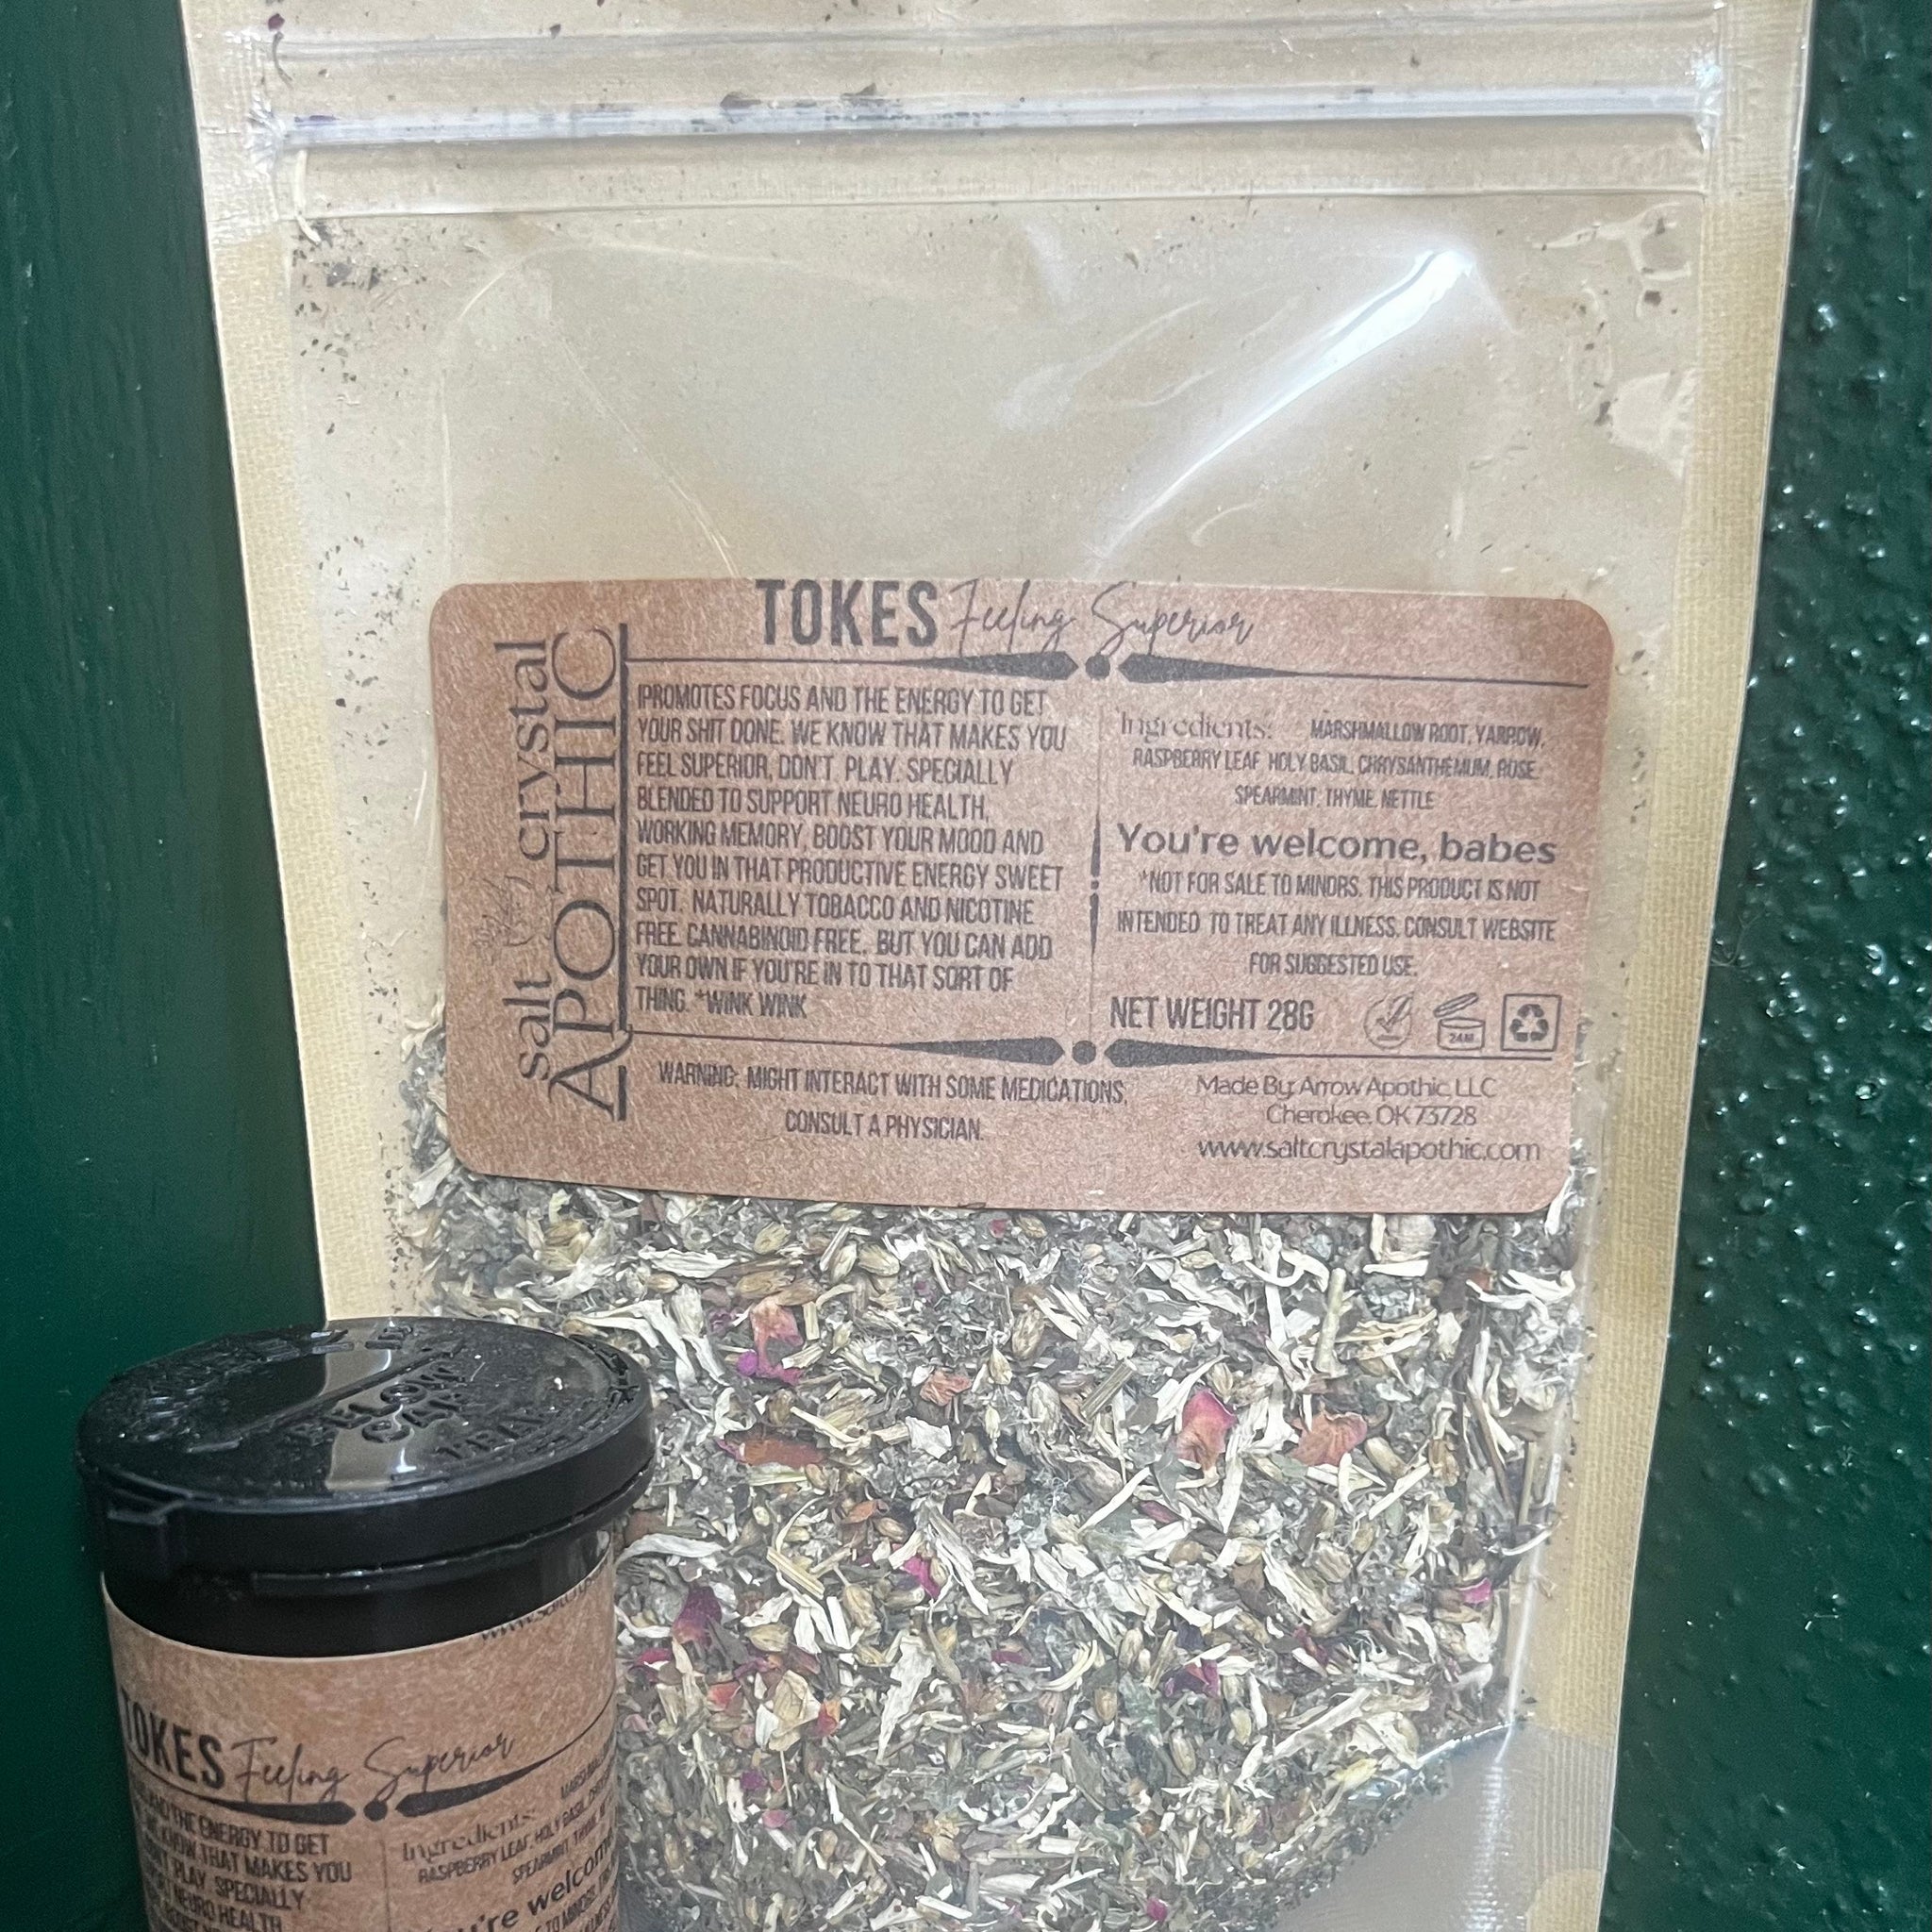 TOKES Feeling Superior
salt crystal
APOTHIC
IPROMOTES FOCUS AND THE ENERGY TO GET
YOUR SHIT DONE. WE KNOW THAT MAKES YOU
FEEL SUPERIOR, DON'T PLAY. SPECIALLY
BLENDED TO SUPPORT NEURO HEALTH,
WORKING MEMORY, BOOST YOUR MOOD AND
GET YOU IN THAT PRODUCTIVE ENERGY SWEET
SPOT. NATURALLY TOBACCO AND NICOTINE
FREE. CANNABINOID FREE. BUT YOU CAN ADD
YOUR OWN IF YOU'RE IN TO THAT SORT OF
THING. *WINK WINK
Ingredients: MARSHMALLOW ROOT, YARROW,
RASPBERRY LEAF, HOLY BASIL, CHRYSANTHEMUM, ROSE,
SPEARMINT, THYME, NETTLE
You're welcome, babes
*NOT FOR SALE TO MINORS. THIS PRODUCT IS NOT
INTENDED TO TREAT ANY ILLNESS. CONSULT WEBSITE
FOR SUGGESTED USE.
NET WEIGHT 28G
24M
WARNING: MIGHT INTERACT WITH SOME MEDICATIONS,
CONSULT A PHYSICIAN.
Made By: Arrow Apothic, LLC
Cherokee, OK 73728
www.saltcrystalapothic.com
TOKES Feeling Superior
AND THE ENERGY TO GET
KNOW THAT MAKES YOU
PLAY. SPECIALLY
NEURO HEALTH
Ingredients:
RASPBERRY LEAF, HOLY BASIL,
SPEARMINT, THYME,
You're welcome
TO MINORS.